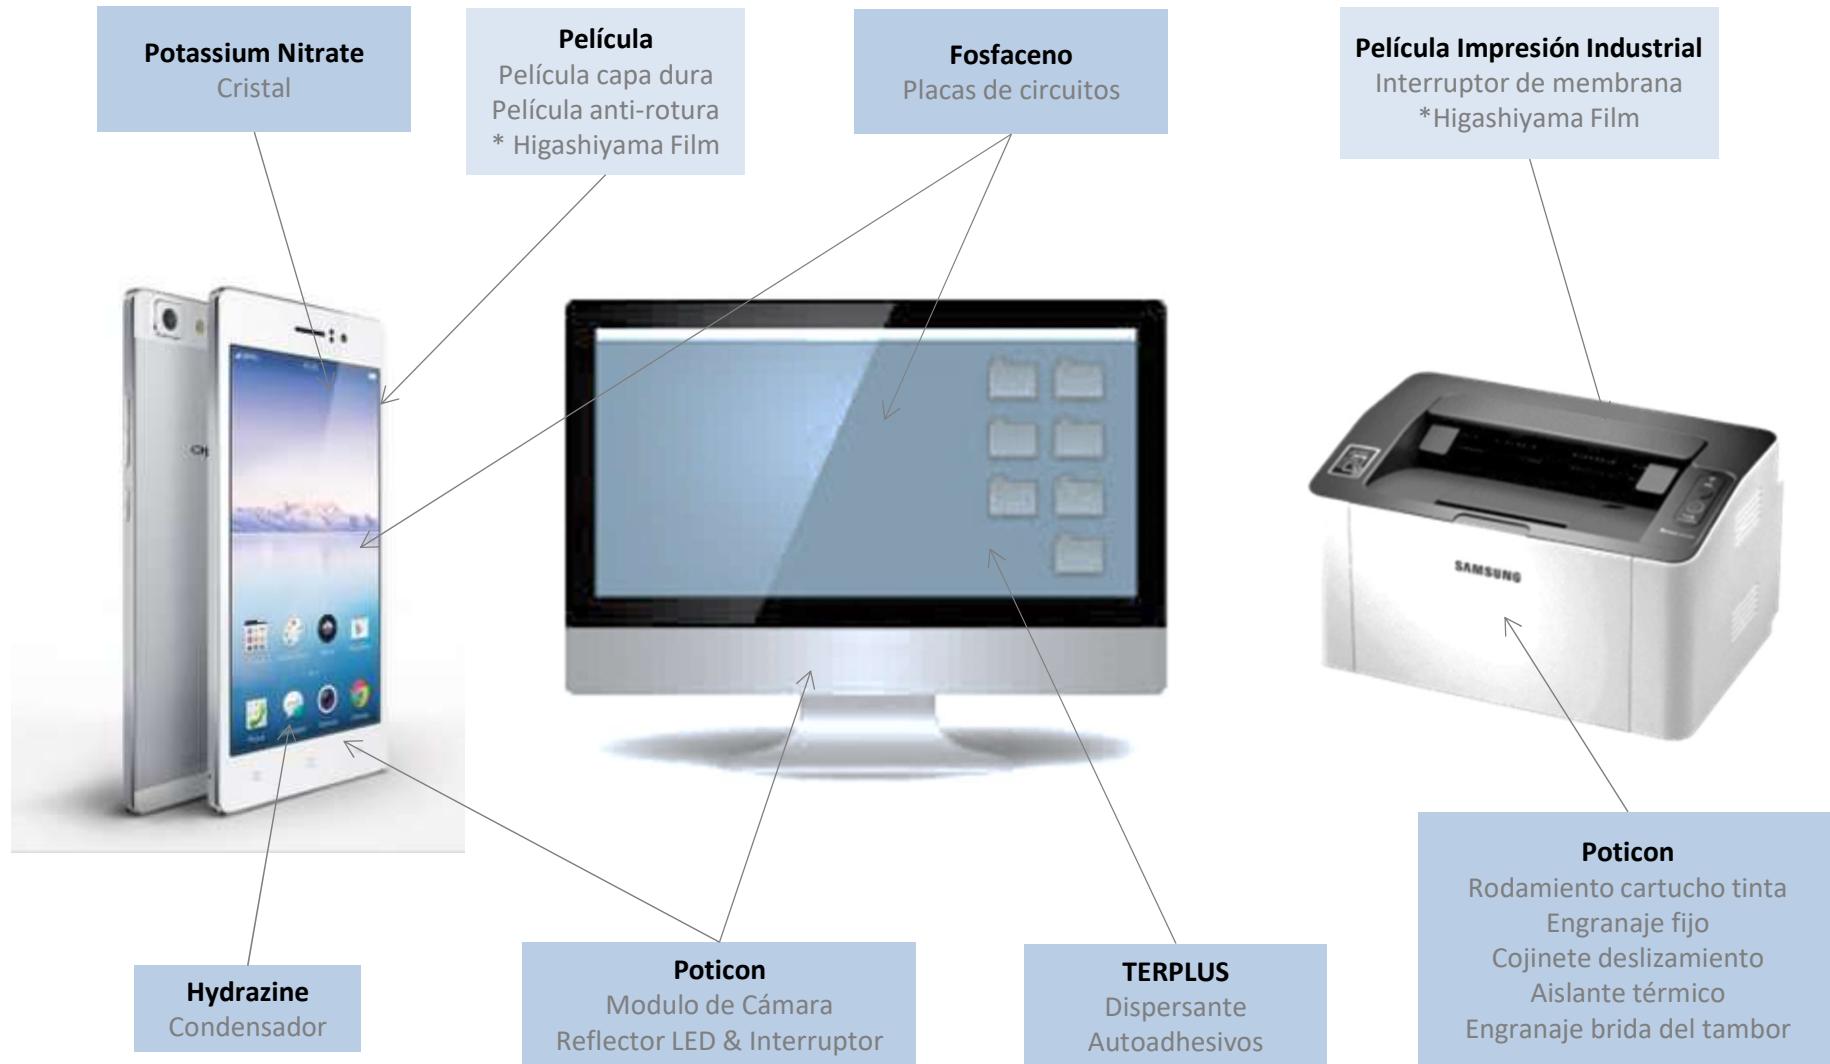 Potassium Nitrate
Cristal
Película
Película capa dura
Película anti-rotura
* Higashiyama Film
Fosfaceno
Placas de circuitos
Película Impresión Industrial
Interruptor de membrana
*Higashiyama Film
SAMSUNG
Hydrazine
Condensador
Poticon
Modulo de Cámara
Reflector LED & Interruptor
TERPLUS
Dispersante
Autoadhesivos
Poticon
Rodamiento cartucho tinta
Engranaje fijo
Cojinete deslizamiento
Aislante térmico
Engranaje brida del tambor